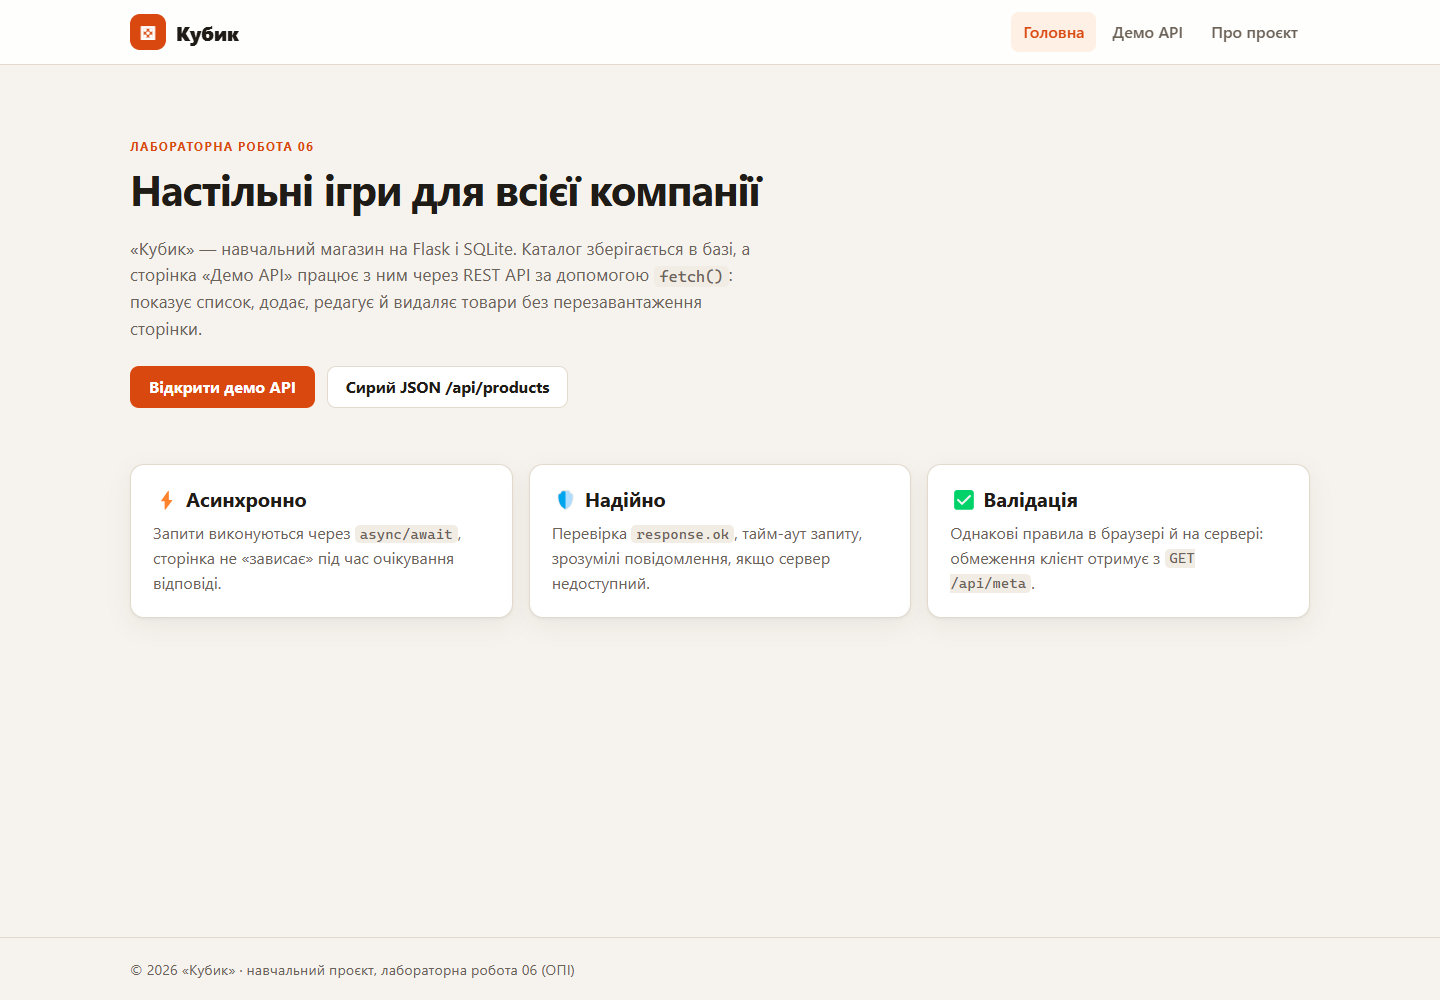 Кубик
Головна
Демо API
Про проєкт
ЛАБОРАТОРНА РОБОТА 06
Настільні ігри для всієї компанії
«Кубик» — навчальний магазин на Flask і SQLite. Каталог зберігається в базі, а
сторінка «Демо API» працює з ним через REST API за допомогою fetch() :
показує список, додає, редагує й видаляє товари без перезавантаження
сторінки.
Відкрити демо API
Сирий JSON /api/products
Асинхронно
Запити виконуються через async/await ,
сторінка не «зависає» під час очікування
відповіді.
Надійно
Перевірка response.ok , тайм-аут запиту,
зрозумілі повідомлення, якщо сервер
недоступний.
Валідація
Однакові правила в браузері й на сервері:
обмеження клієнт отримує з GET
/api/meta .
© 2026 «Кубик» · навчальний проєкт, лабораторна робота 06 (ОПІ)